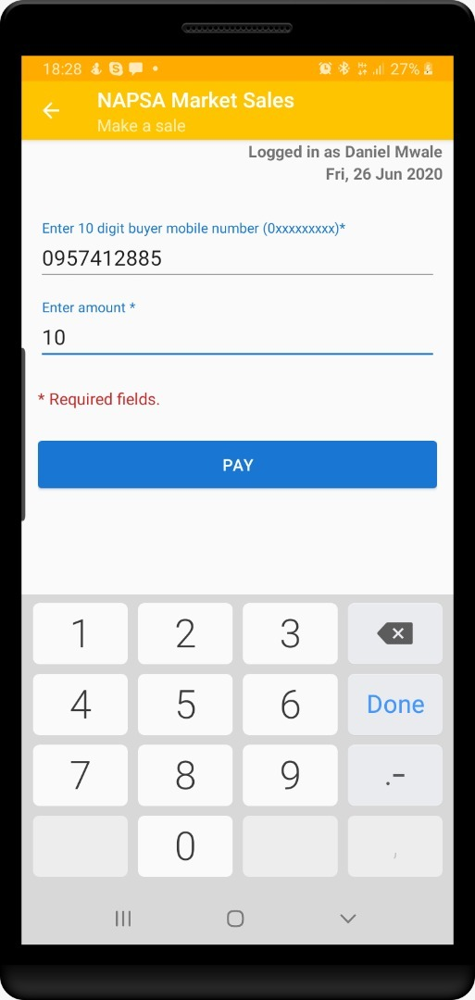 18:28 27%
NAPSA Market Sales
Make a sale
Logged in as Daniel Mwale
Fri, 26 Jun 2020
Enter 10 digit buyer mobile number (0xxxxxxxxx)*
0957412885
Enter amount *
10
* Required fields.
PAY
1 2 3
4 5 6 Done
7 8 9 .-
0 ,